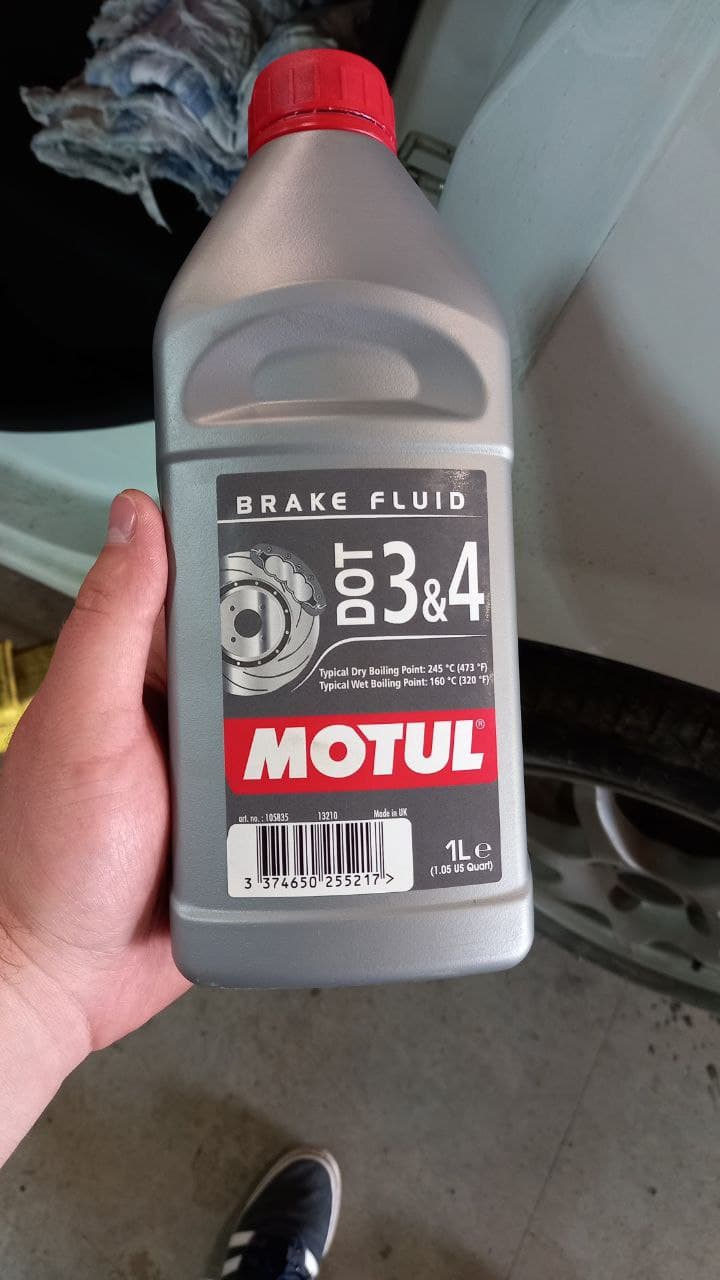 BRAKE FLUID
DOT 3&4
Typical Dry Boiling Point: 245 °C (473 °F)
Typical Wet Boiling Point: 160 °C (320 °F)
MOTUL®
art. no. : 105835 13210 Made in UK
3 374650 255217 >
1L ℮
(1.05 US Quart)